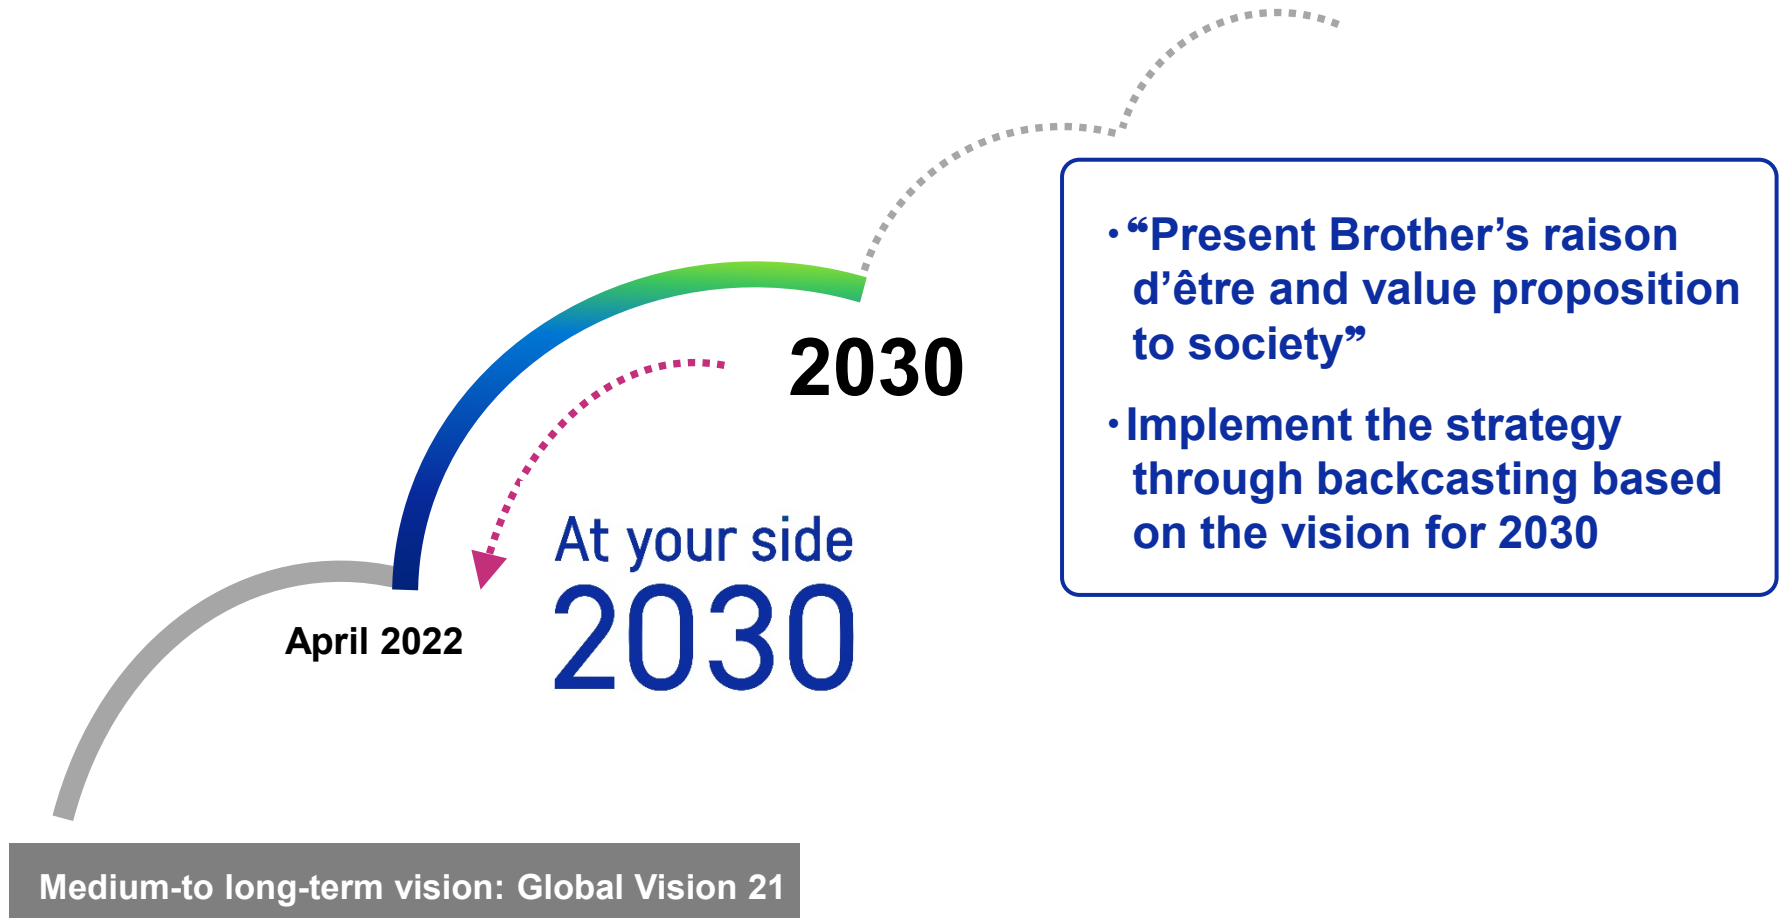 ・“Present Brother’s raison
d’être and value proposition
to society”
・Implement the strategy
through backcasting based
on the vision for 2030
2030
At your side
2030
April 2022
Medium-to long-term vision: Global Vision 21